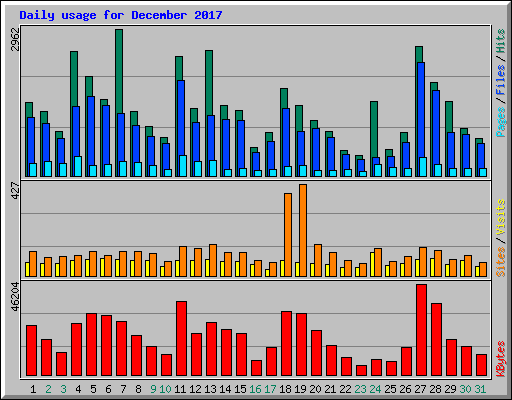 Daily usage for December 2017
2962
Pages / Files / Hits
427
Sites / Visits
46204
KBytes
1 2 3 4 5 6 7 8 9 10 11 12 13 14 15 16 17 18 19 20 21 22 23 24 25 26 27 28 29 30 31